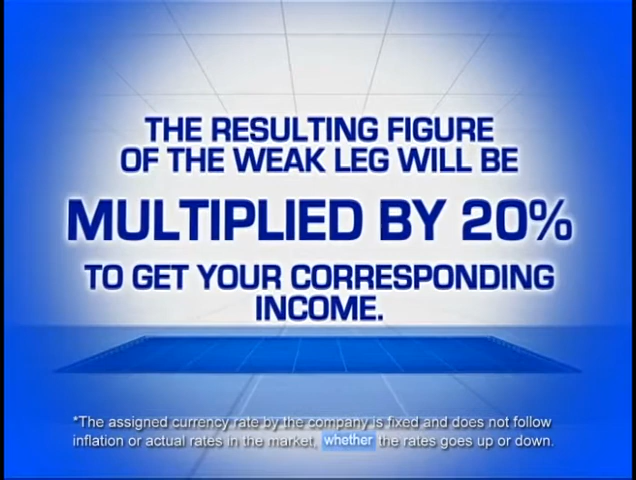 THE RESULTING FIGURE
OF THE WEAK LEG WILL BE
MULTIPLIED BY 20%
TO GET YOUR CORRESPONDING
INCOME.
*The assigned currency rate by the company is fixed and does not follow
inflation or actual rates in the market, whether the rates goes up or down.